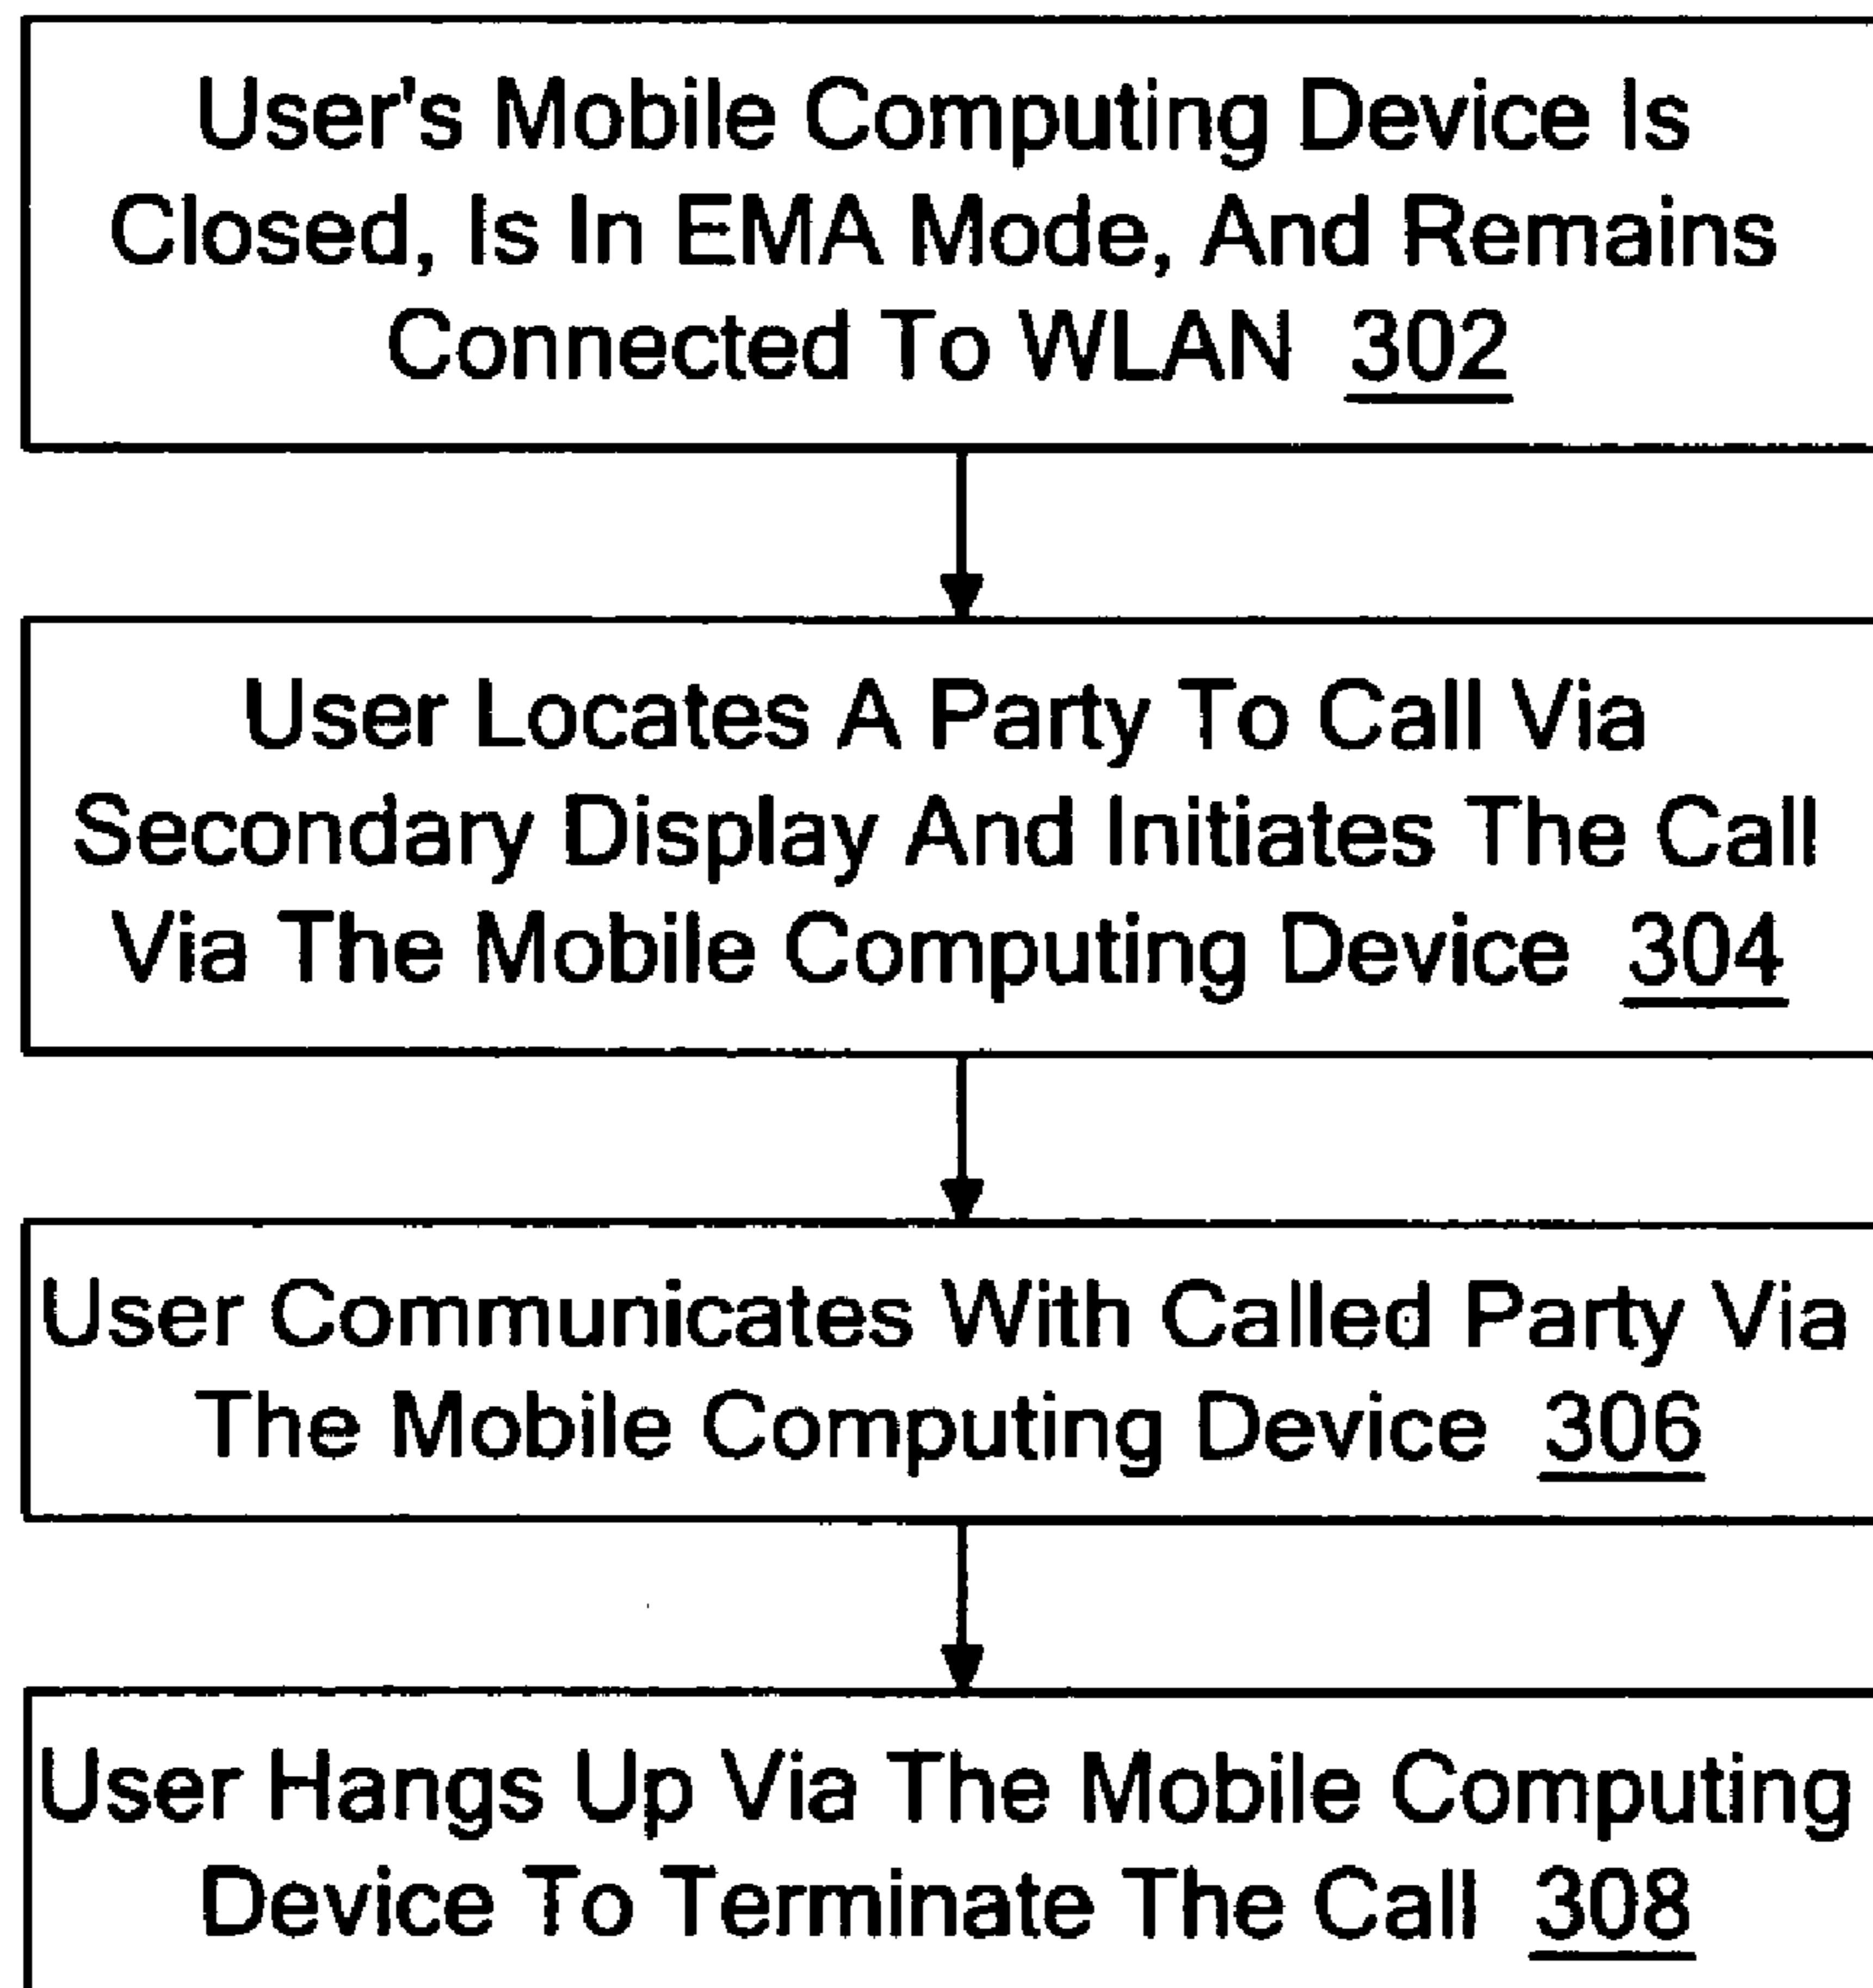 User's Mobile Computing Device Is
Closed, Is In EMA Mode, And Remains
Connected To WLAN 302
User Locates A Party To Call Via
Secondary Display And Initiates The Call
Via The Mobile Computing Device 304
User Communicates With Called Party Via
The Mobile Computing Device 306
User Hangs Up Via The Mobile Computing
Device To Terminate The Call 308